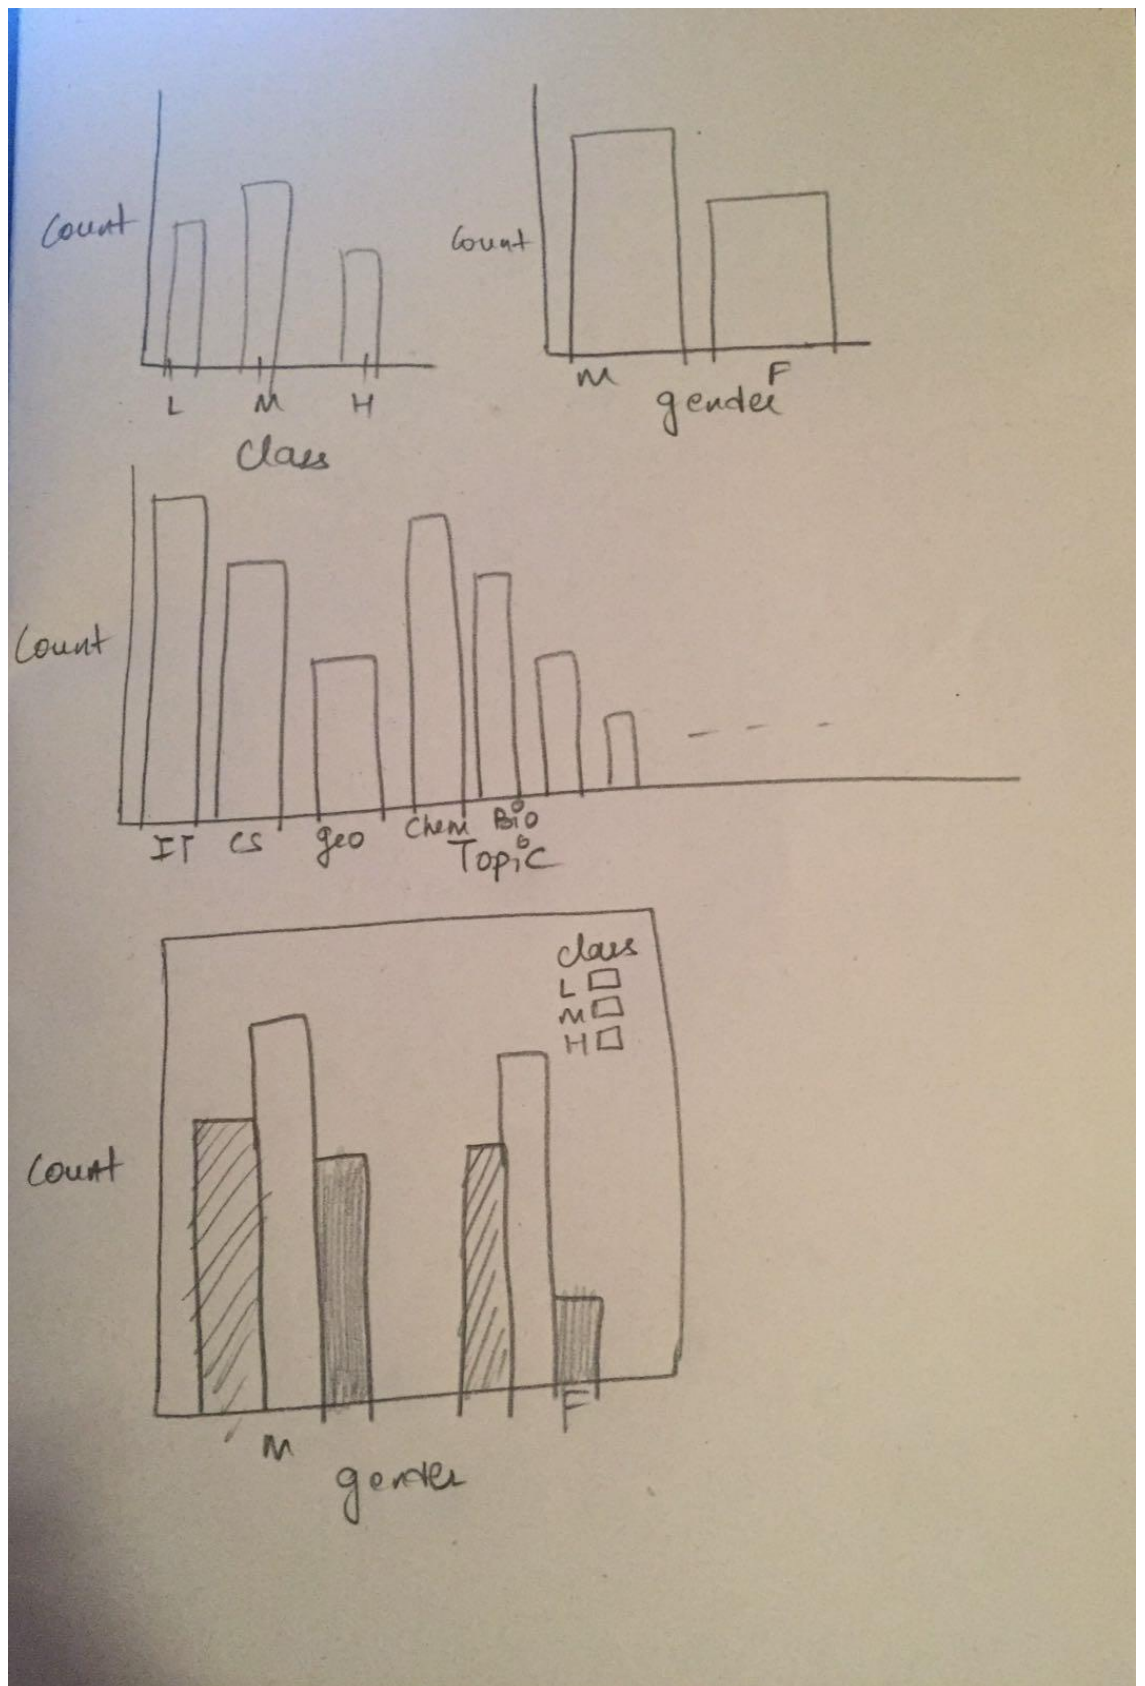 Count
L M H
Class
Count
M F
gender
Count
IT CS geo Chem Bio
Topic
class
L
M
H
Count
M F
gender